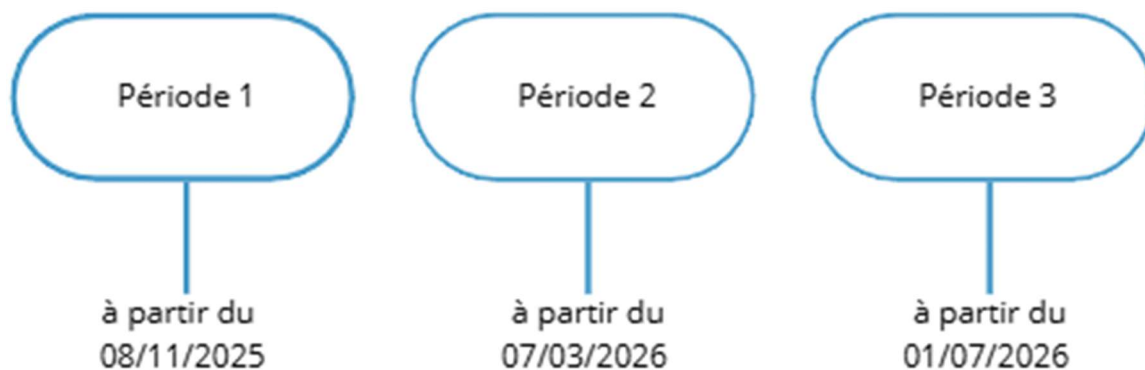 Période 1
à partir du
08/11/2025
Période 2
à partir du
07/03/2026
Période 3
à partir du
01/07/2026